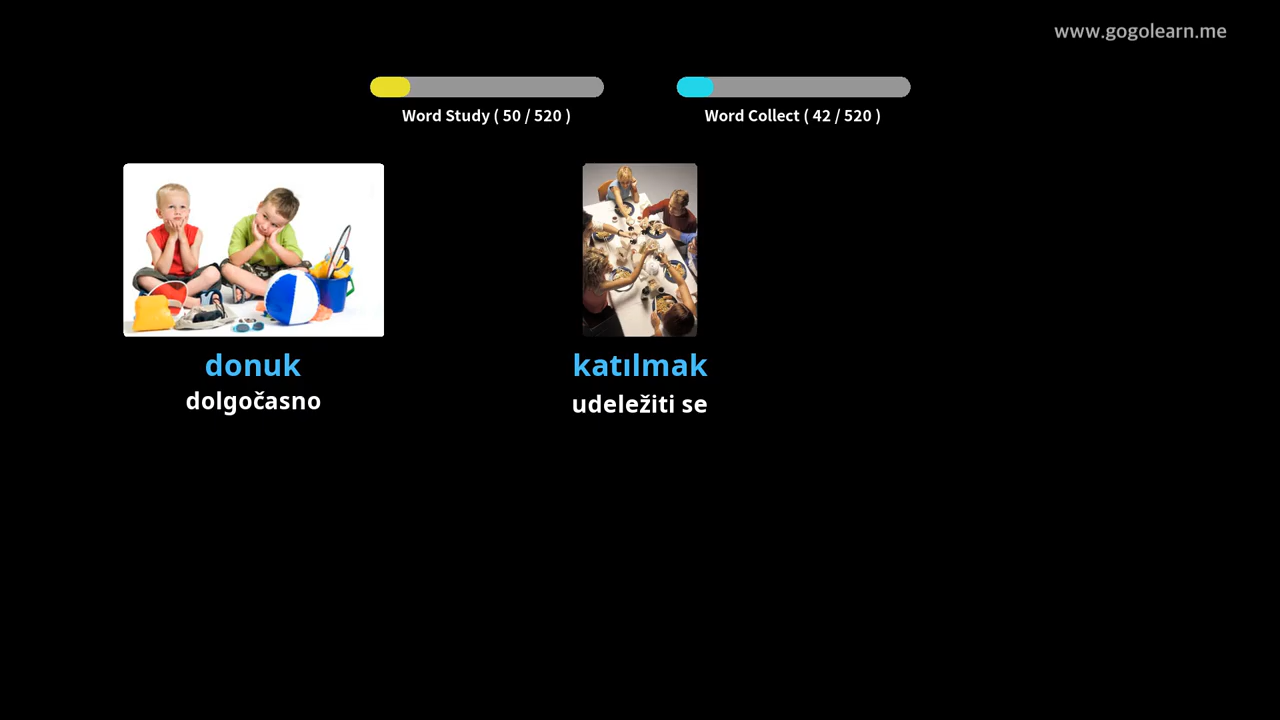 www.gogolearn.me
Word Study ( 50 / 520 )
Word Collect ( 42 / 520 )
donuk
dolgočasno
katılmak
udeležiti se